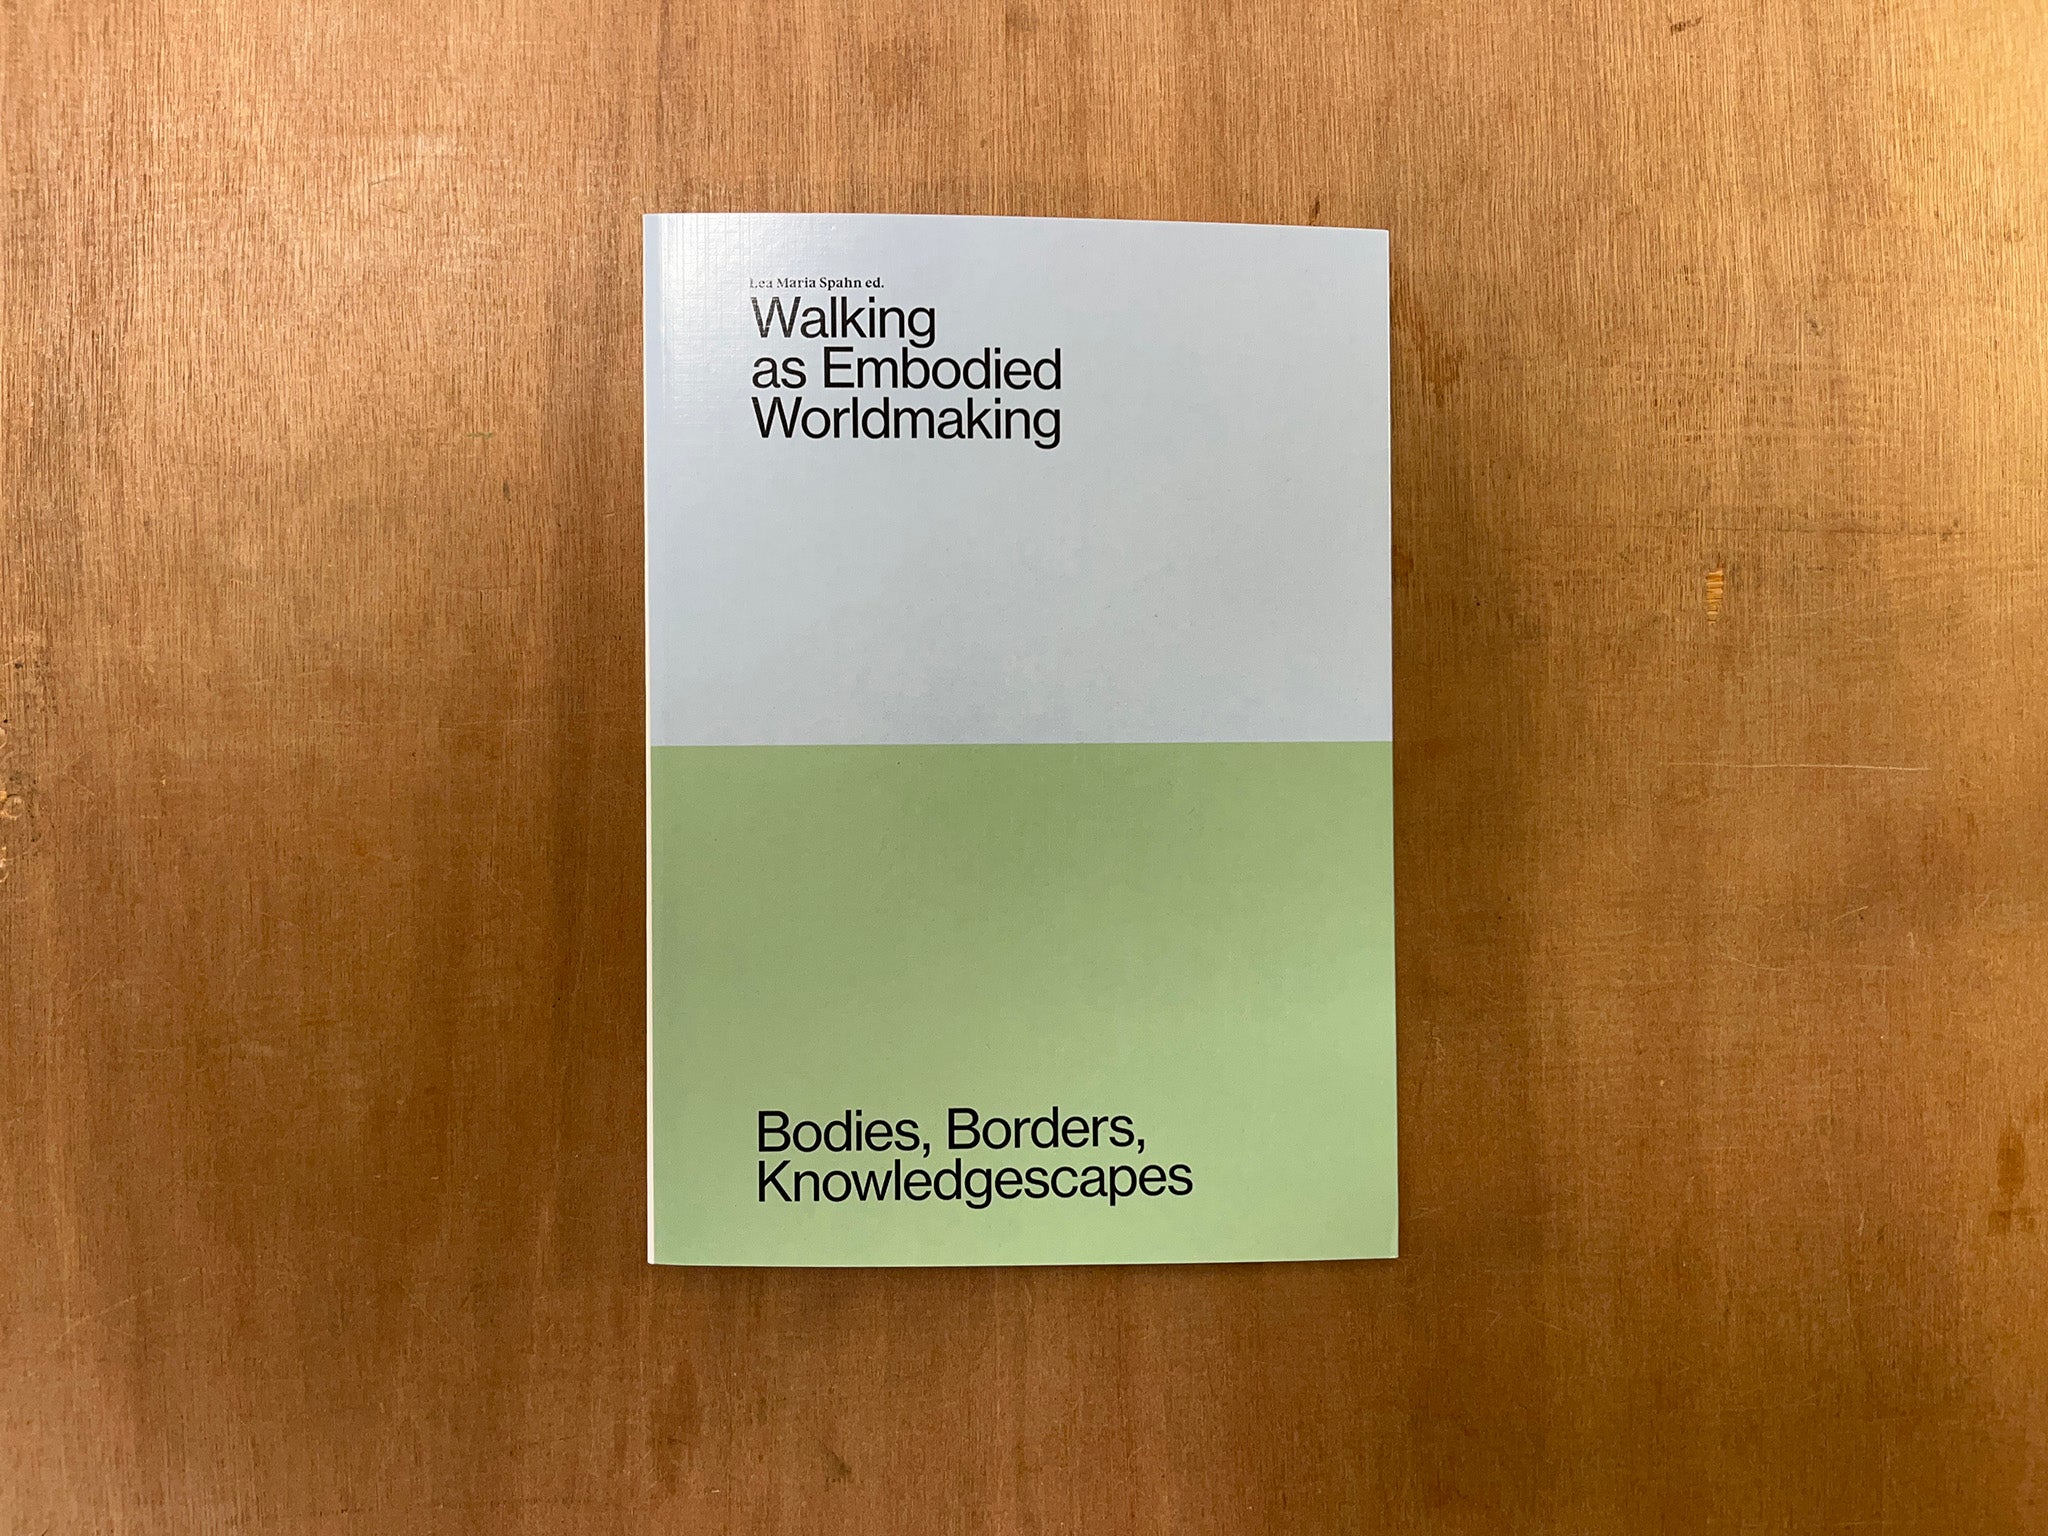 Lea Maria Spahn ed.
Walking
as Embodied
Worldmaking
Bodies, Borders,
Knowledgescapes